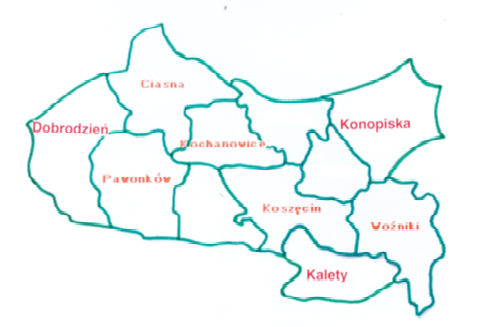 Ciasna
Dobrodzień
Konopiska
Kochanowice
Pawonków
Koszęcin
Woźniki
Kalety